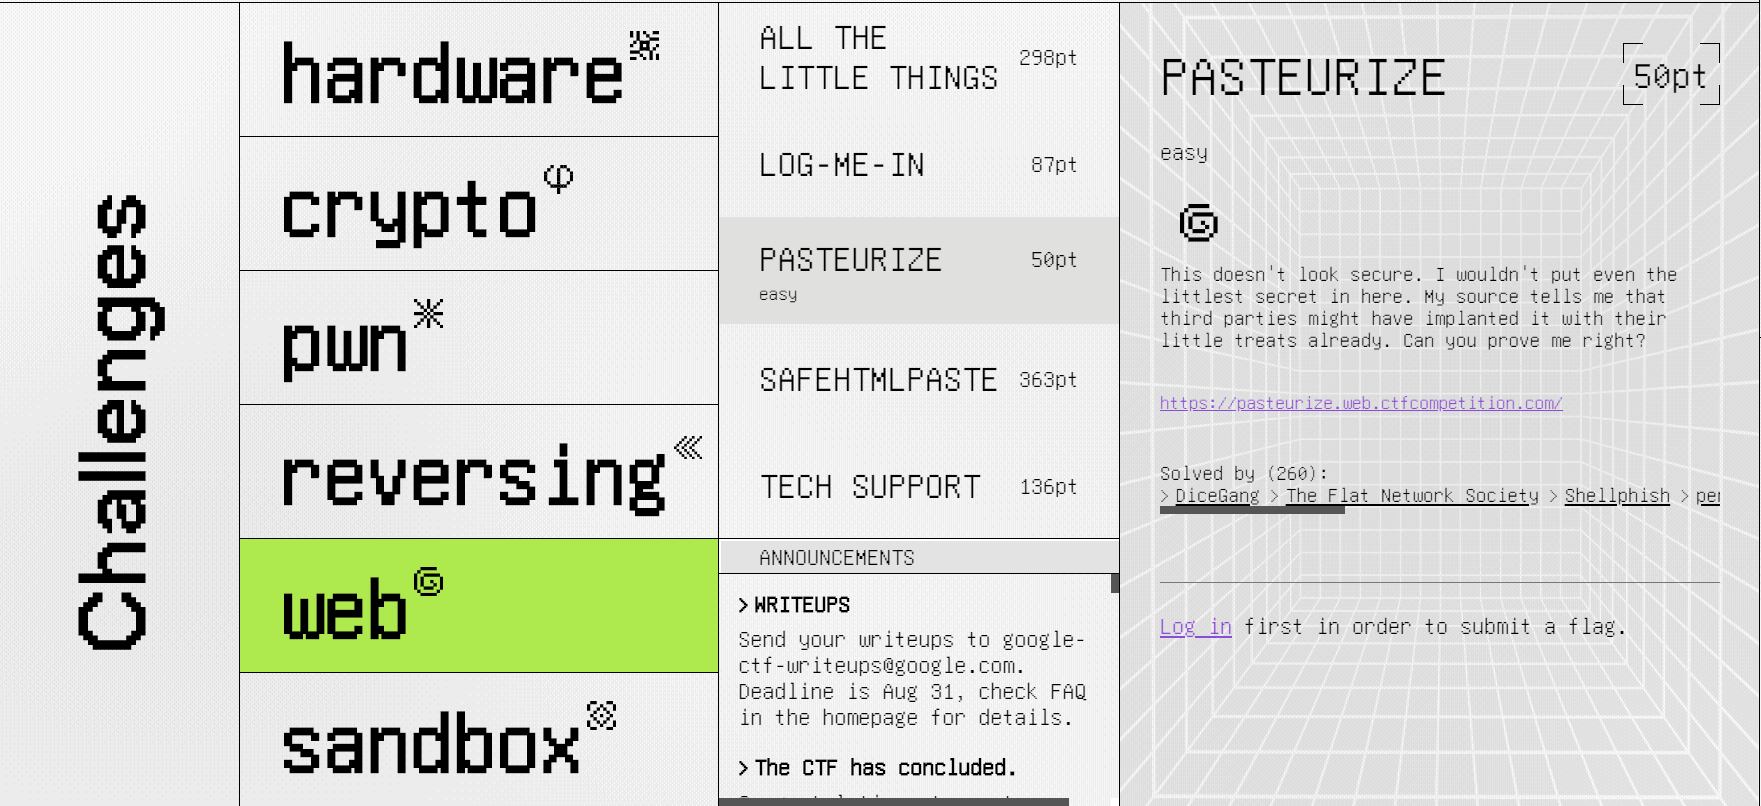 Challenges
hardware
crypto
pwn
reversing
web
sandbox
ALL THE
LITTLE THINGS 298pt
LOG-ME-IN 87pt
PASTEURIZE 50pt
easy
SAFEHTMLPASTE 363pt
TECH SUPPORT 136pt
ANNOUNCEMENTS
> WRITEUPS
Send your writeups to google-
ctf-writeups@google.com.
Deadline is Aug 31, check FAQ
in the homepage for details.
> The CTF has concluded.
PASTEURIZE 50pt
easy
This doesn't look secure. I wouldn't put even the
littlest secret in here. My source tells me that
third parties might have implanted it with their
little treats already. Can you prove me right?
https://pasteurize.web.ctfcompetition.com/
Solved by (260):
> DiceGang > The Flat Network Society > Shellphish >
Log in first in order to submit a flag.